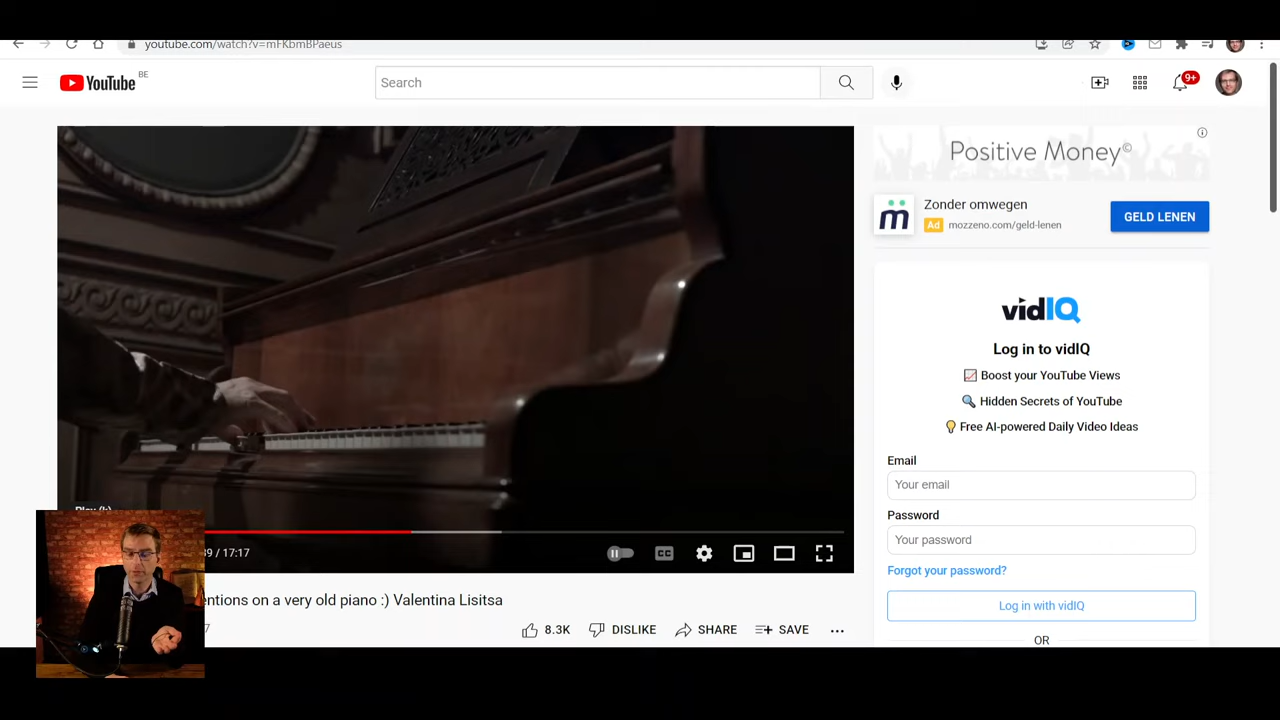 youtube.com/watch?v=mFKbmBPaeus
YouTube BE
Search
9+
Positive Money©
Zonder omwegen
Ad mozzeno.com/geld-lenen
GELD LENEN
m
vidIQ
Log in to vidIQ
Boost your YouTube Views
Hidden Secrets of YouTube
Free AI-powered Daily Video Ideas
Email
Your email
Password
Your password
Forgot your password?
Log in with vidIQ
OR
Play (k)
39 / 17:17
CC
entions on a very old piano :) Valentina Lisitsa
7
8.3K DISLIKE SHARE SAVE